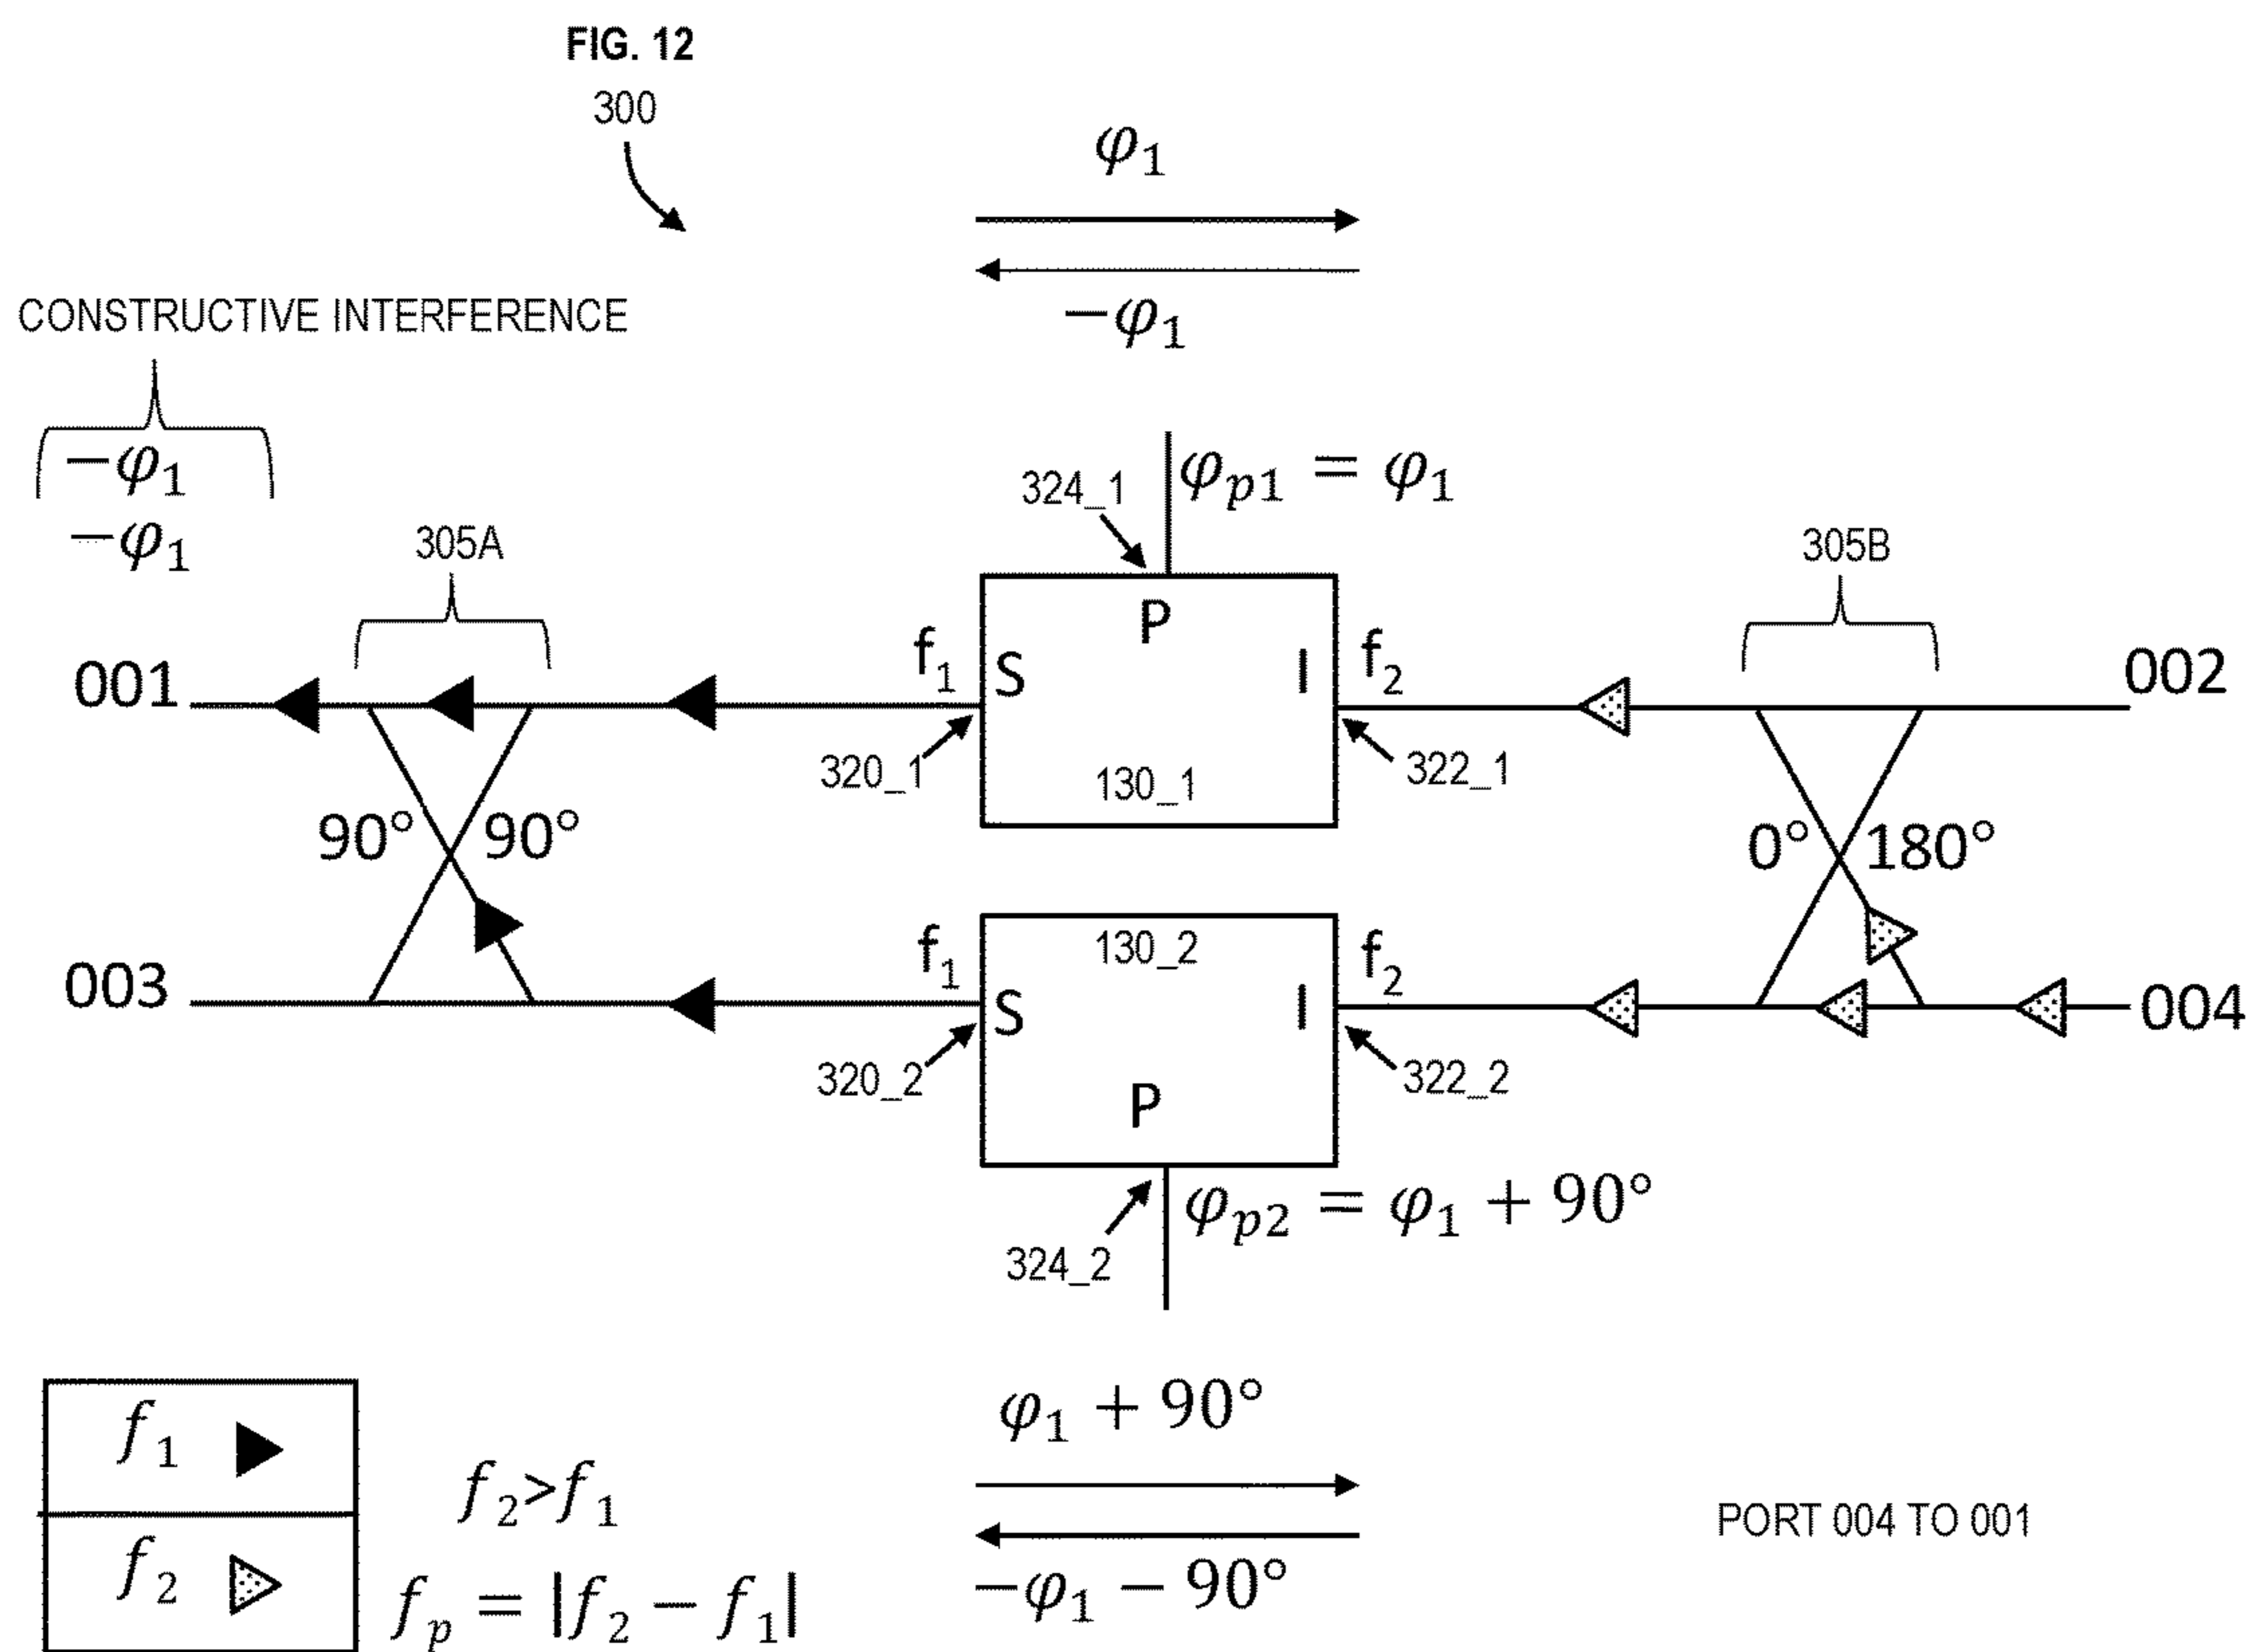 FIG. 12
300
φ₁
−φ₁
CONSTRUCTIVE INTERFERENCE
−φ₁
−φ₁
305A
324_1
φₚ₁ = φ₁
305B
P
001
f₁
S
I
f₂
002
320_1
130_1
322_1
90°
90°
0°
180°
003
f₁
130_2
f₂
S
I
004
320_2
322_2
P
φₚ₂ = φ₁ + 90°
324_2
φ₁ + 90°
−φ₁ − 90°
f₁
f₂
f₂>f₁
fₚ = |f₂ − f₁|
PORT 004 TO 001